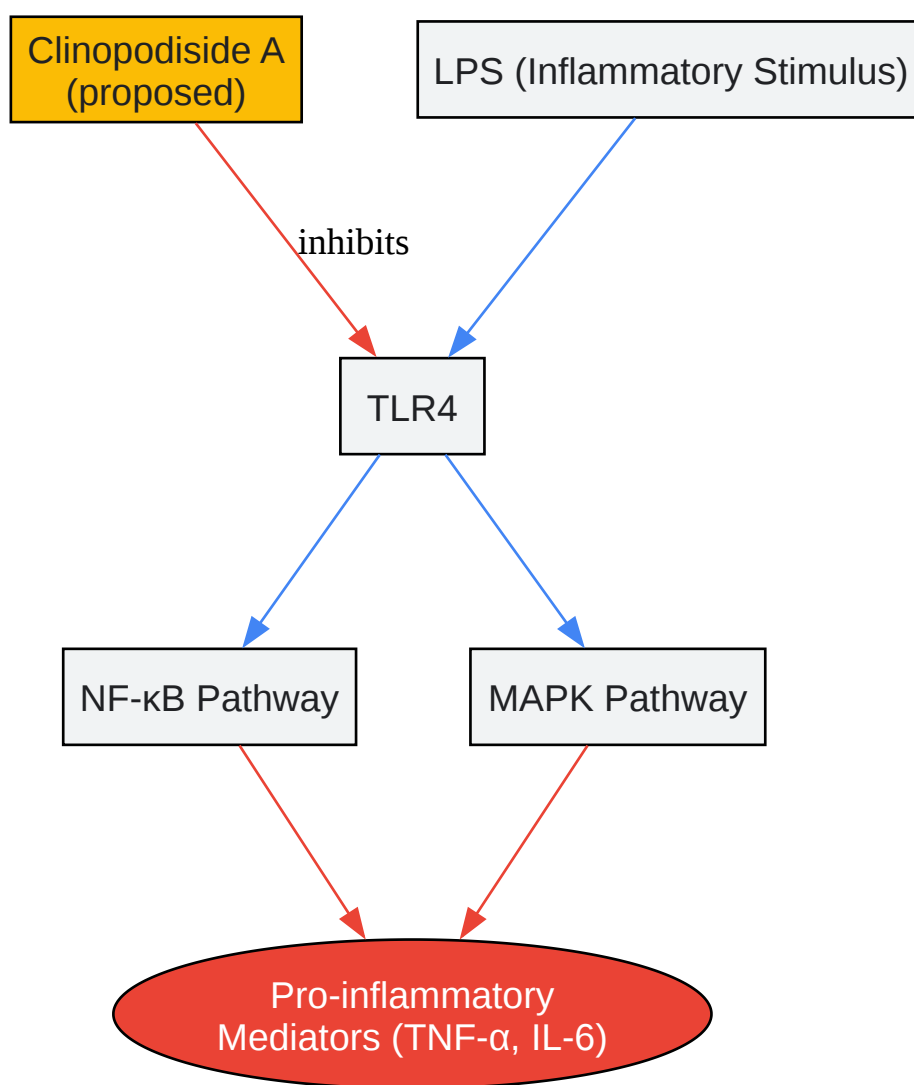 Clinopodiside A
(proposed)
LPS (Inflammatory Stimulus)
inhibits
TLR4
NF-κB Pathway
MAPK Pathway
Pro-inflammatory
Mediators (TNF-α, IL-6)